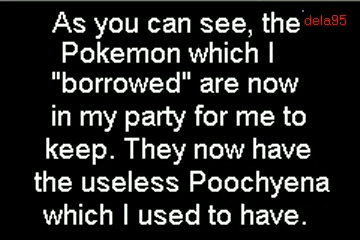 As you can see, the
dela95
Pokemon which I
"borrowed" are now
in my party for me to
keep. They now have
the useless Poochyena
which I used to have.